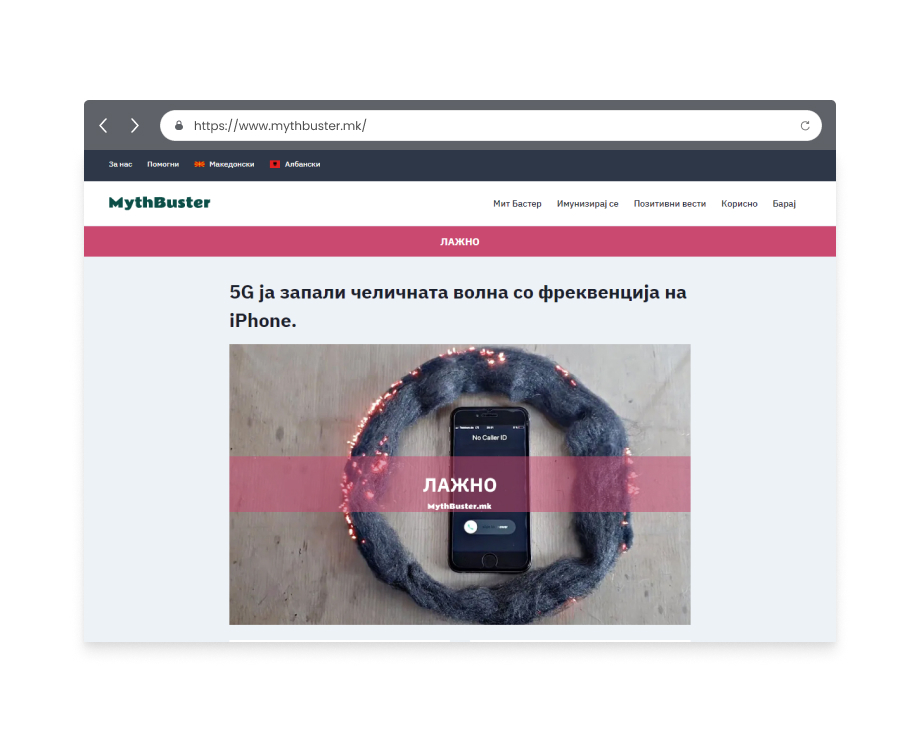 https://www.mythbuster.mk/
За нас Помогни Македонски Албански
MythBuster
Мит Бастер Имунизирај се Позитивни вести Корисно Барај
ЛАЖНО
5G ја запали челичната волна со фреквенција на
iPhone.
No Caller ID
ЛАЖНО
MythBuster.mk